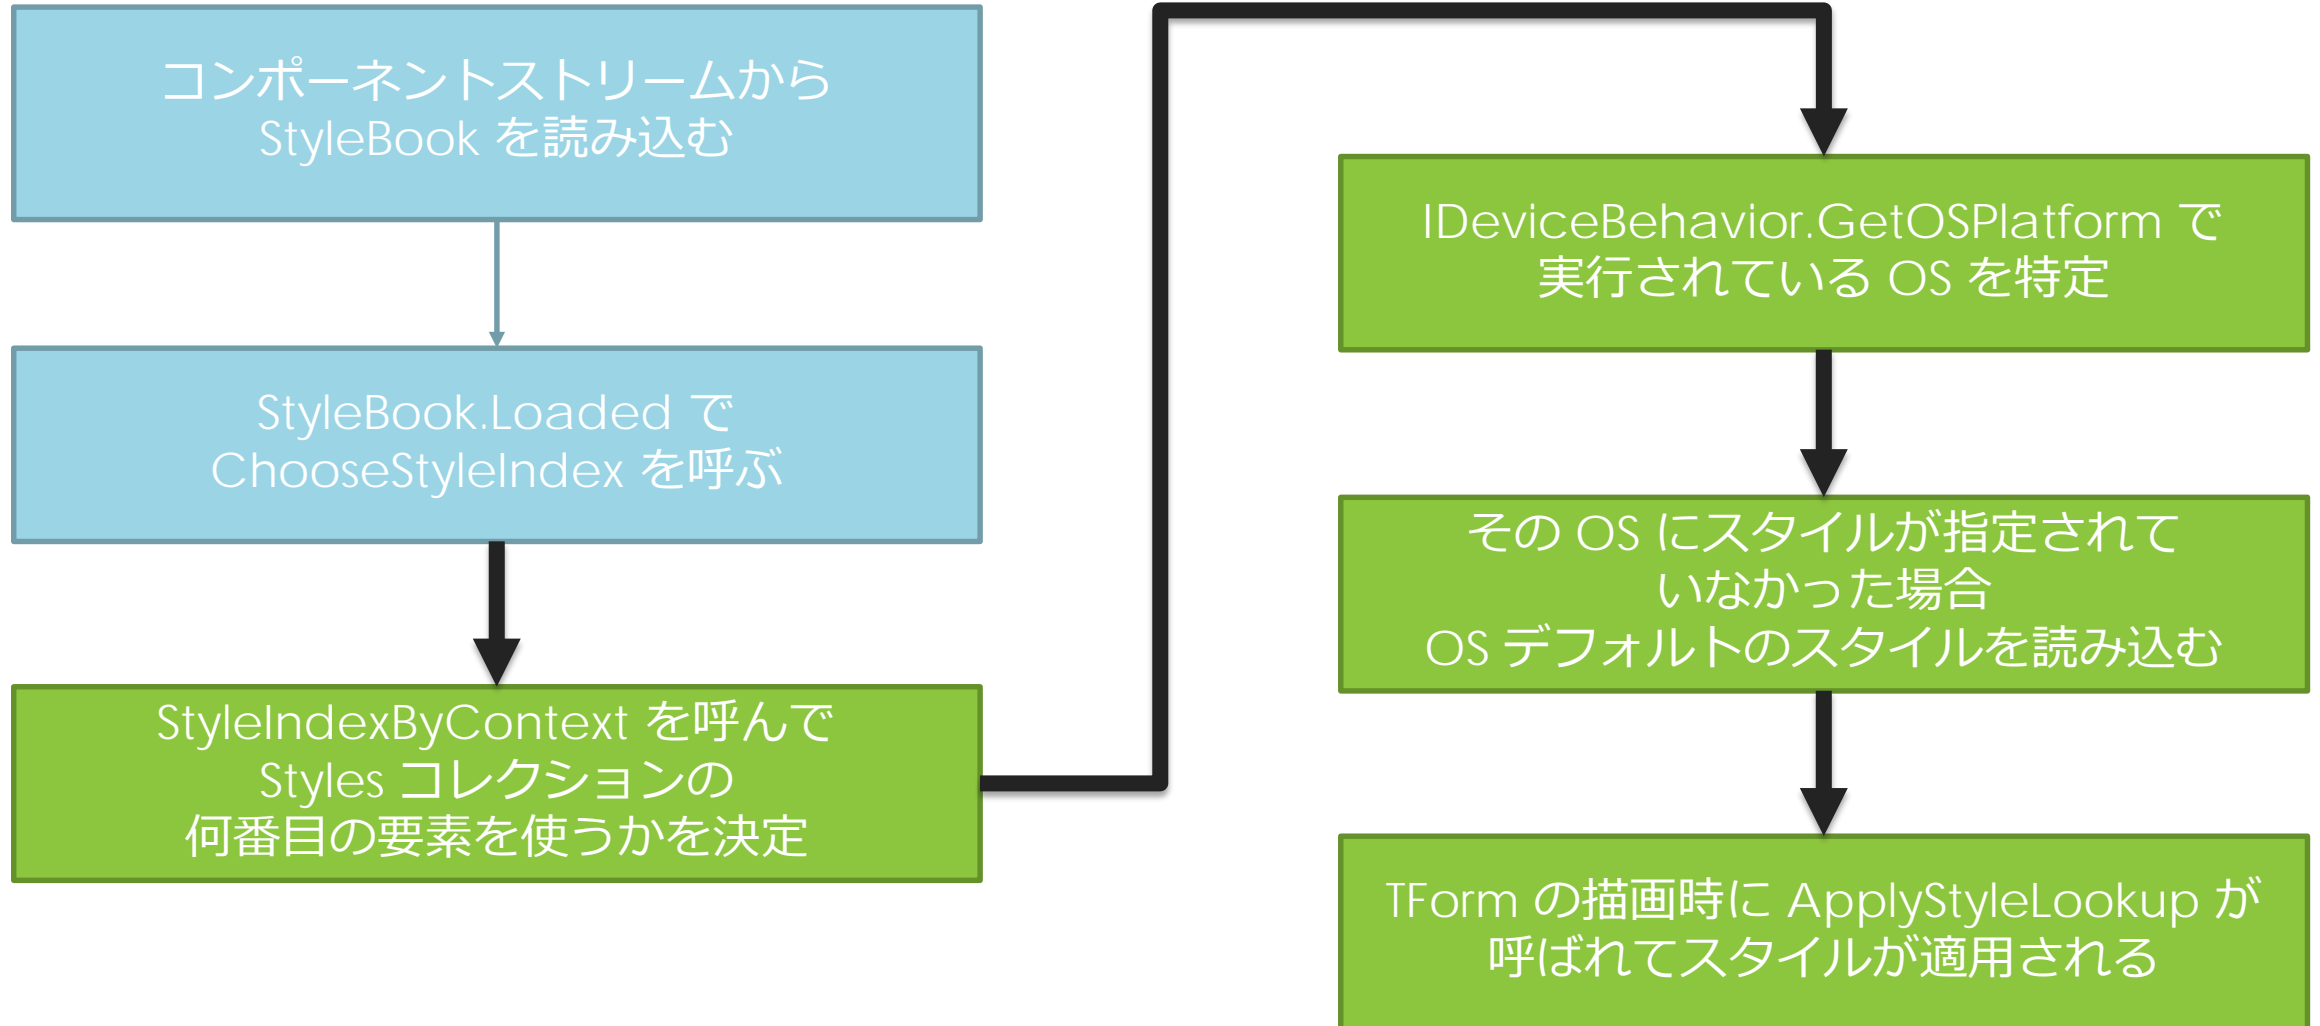 コンポーネントストリームから
StyleBook を読み込む
StyleBook.Loaded で
ChooseStyleIndex を呼ぶ
StyleIndexByContext を呼んで
Styles コレクションの
何番目の要素を使うかを決定
IDeviceBehavior.GetOSPlatform で
実行されている OS を特定
その OS にスタイルが指定されて
いなかった場合
OS デフォルトのスタイルを読み込む
TForm の描画時に ApplyStyleLookup が
呼ばれてスタイルが適用される